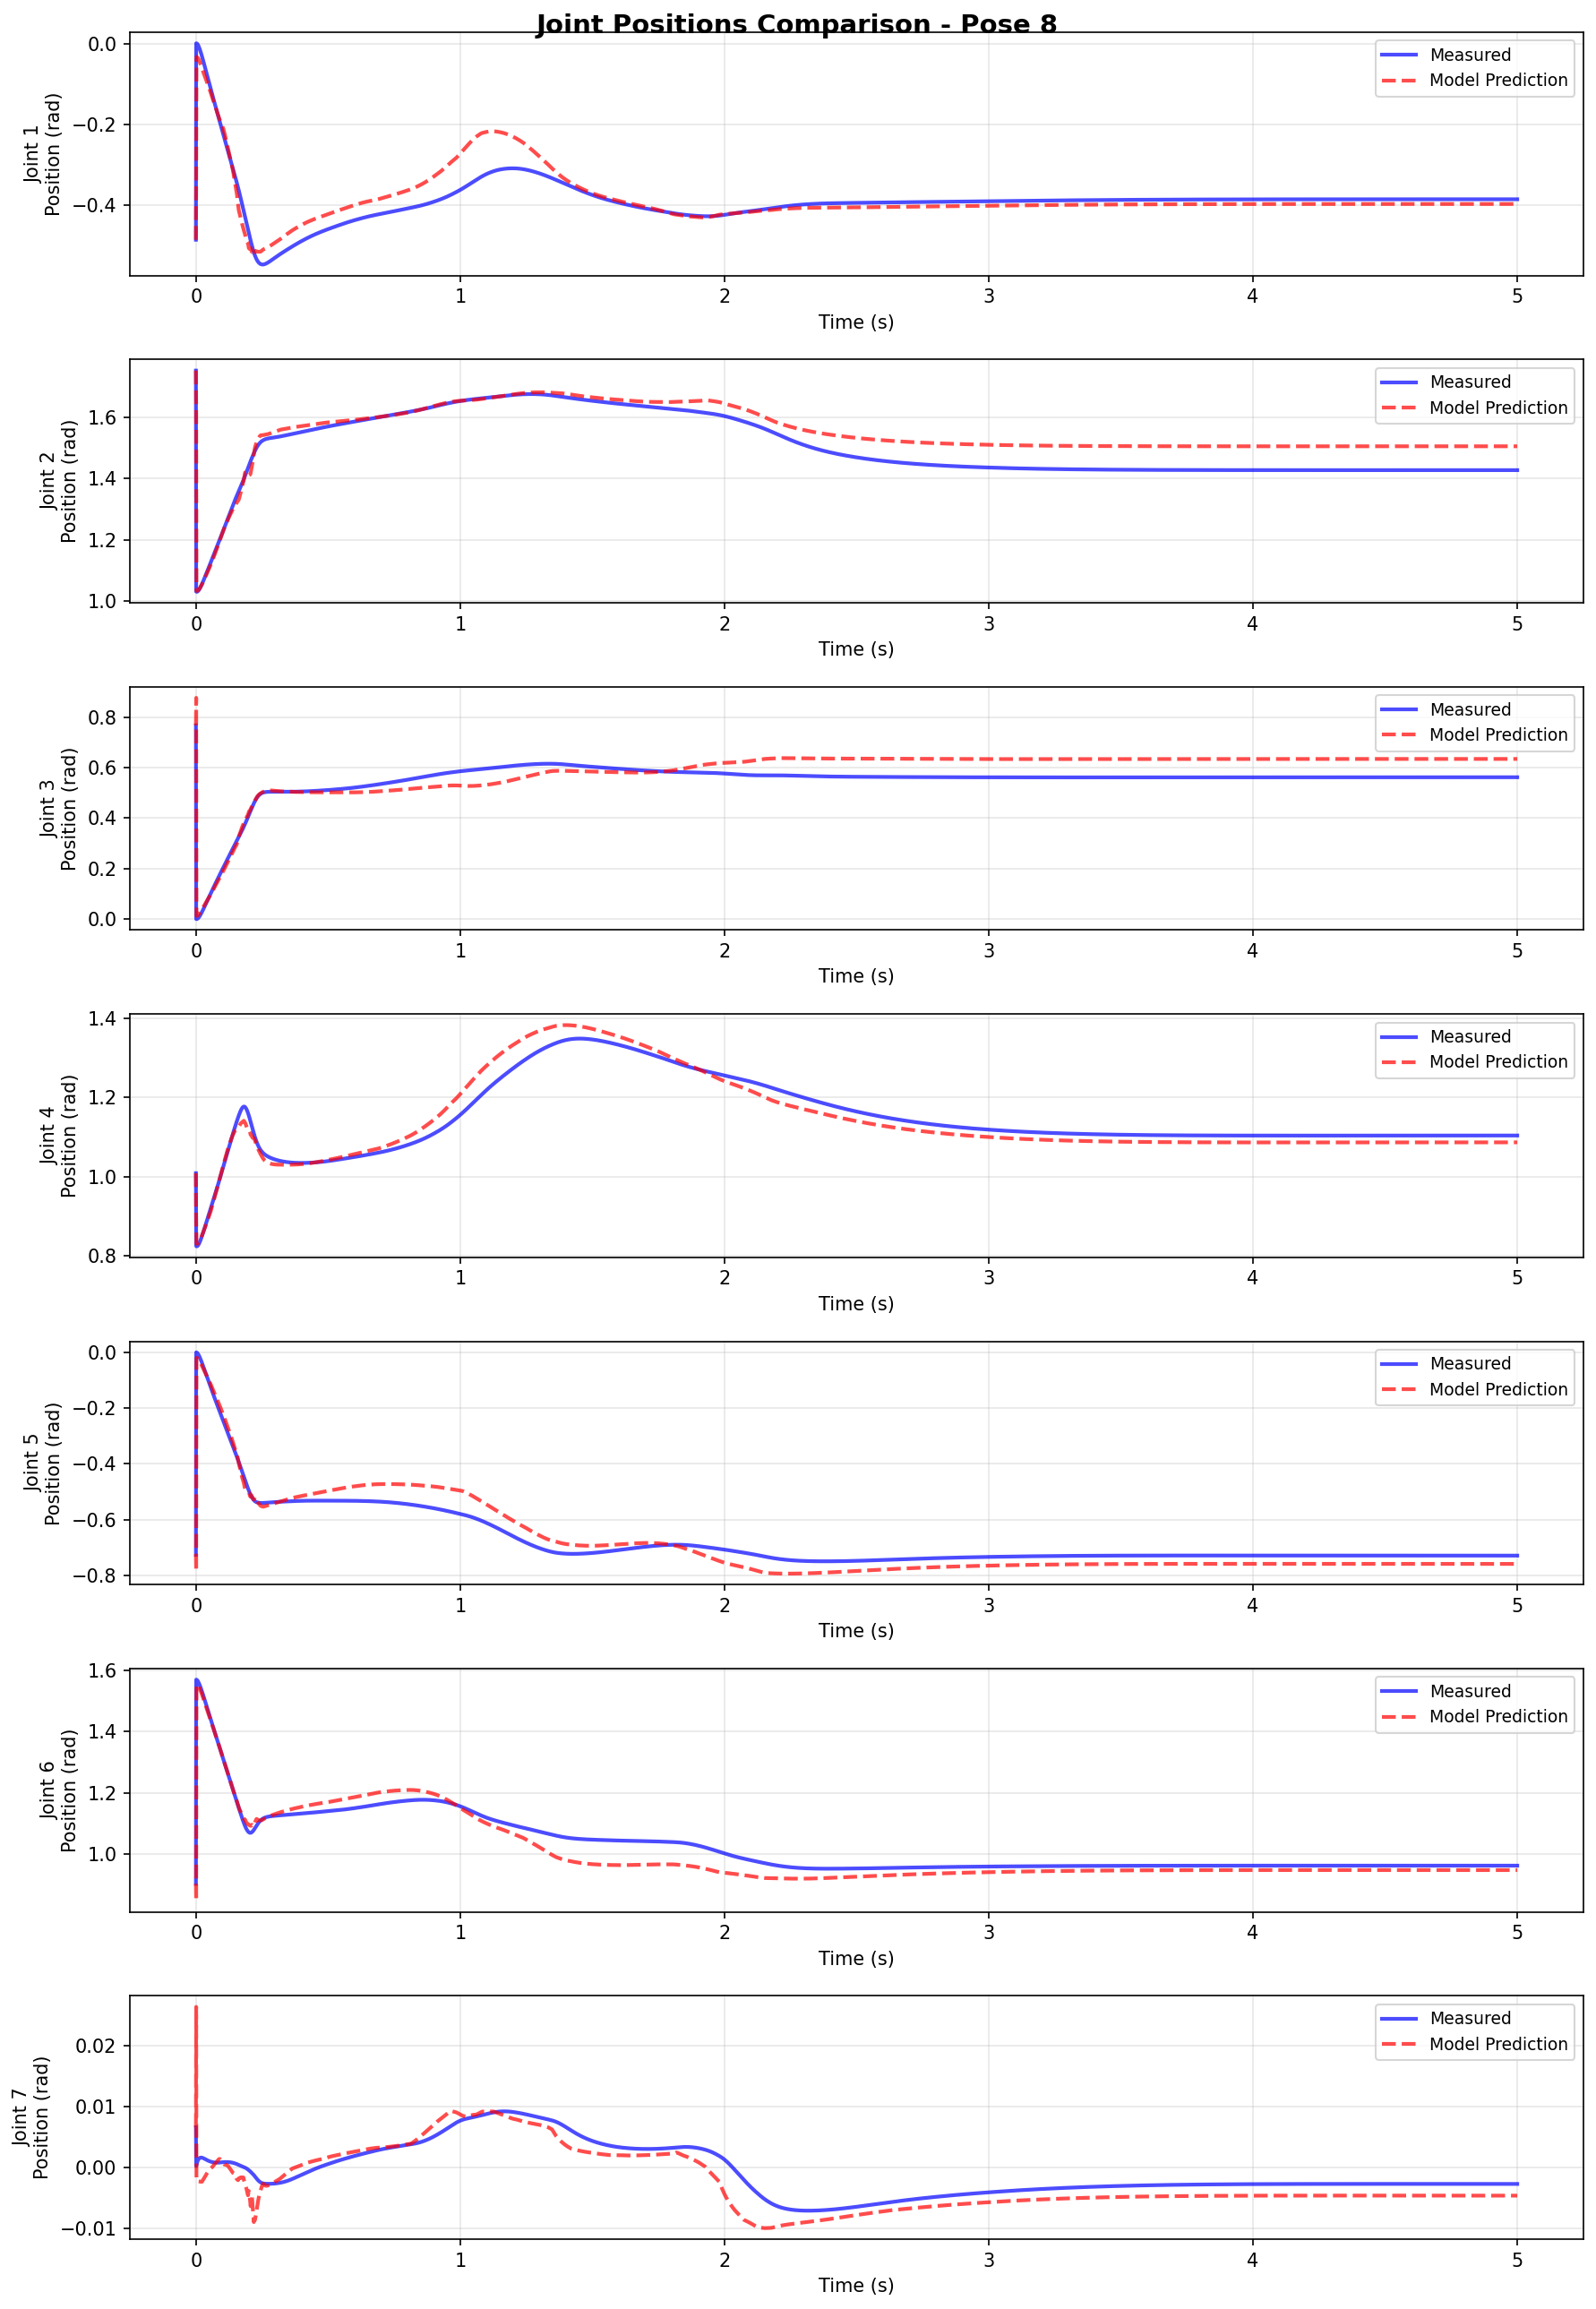 Joint Positions Comparison - Pose 8
Joint 1
Position (rad)
0.0
−0.2
−0.4
Measured
Model Prediction
0 1 2 3 4 5
Time (s)
Joint 2
Position (rad)
1.6
1.4
1.2
1.0
Measured
Model Prediction
0 1 2 3 4 5
Time (s)
Joint 3
Position (rad)
0.8
0.6
0.4
0.2
0.0
Measured
Model Prediction
0 1 2 3 4 5
Time (s)
Joint 4
Position (rad)
1.4
1.2
1.0
0.8
Measured
Model Prediction
0 1 2 3 4 5
Time (s)
Joint 5
Position (rad)
0.0
−0.2
−0.4
−0.6
−0.8
Measured
Model Prediction
0 1 2 3 4 5
Time (s)
Joint 6
Position (rad)
1.6
1.4
1.2
1.0
Measured
Model Prediction
0 1 2 3 4 5
Time (s)
Joint 7
Position (rad)
0.02
0.01
0.00
−0.01
Measured
Model Prediction
0 1 2 3 4 5
Time (s)